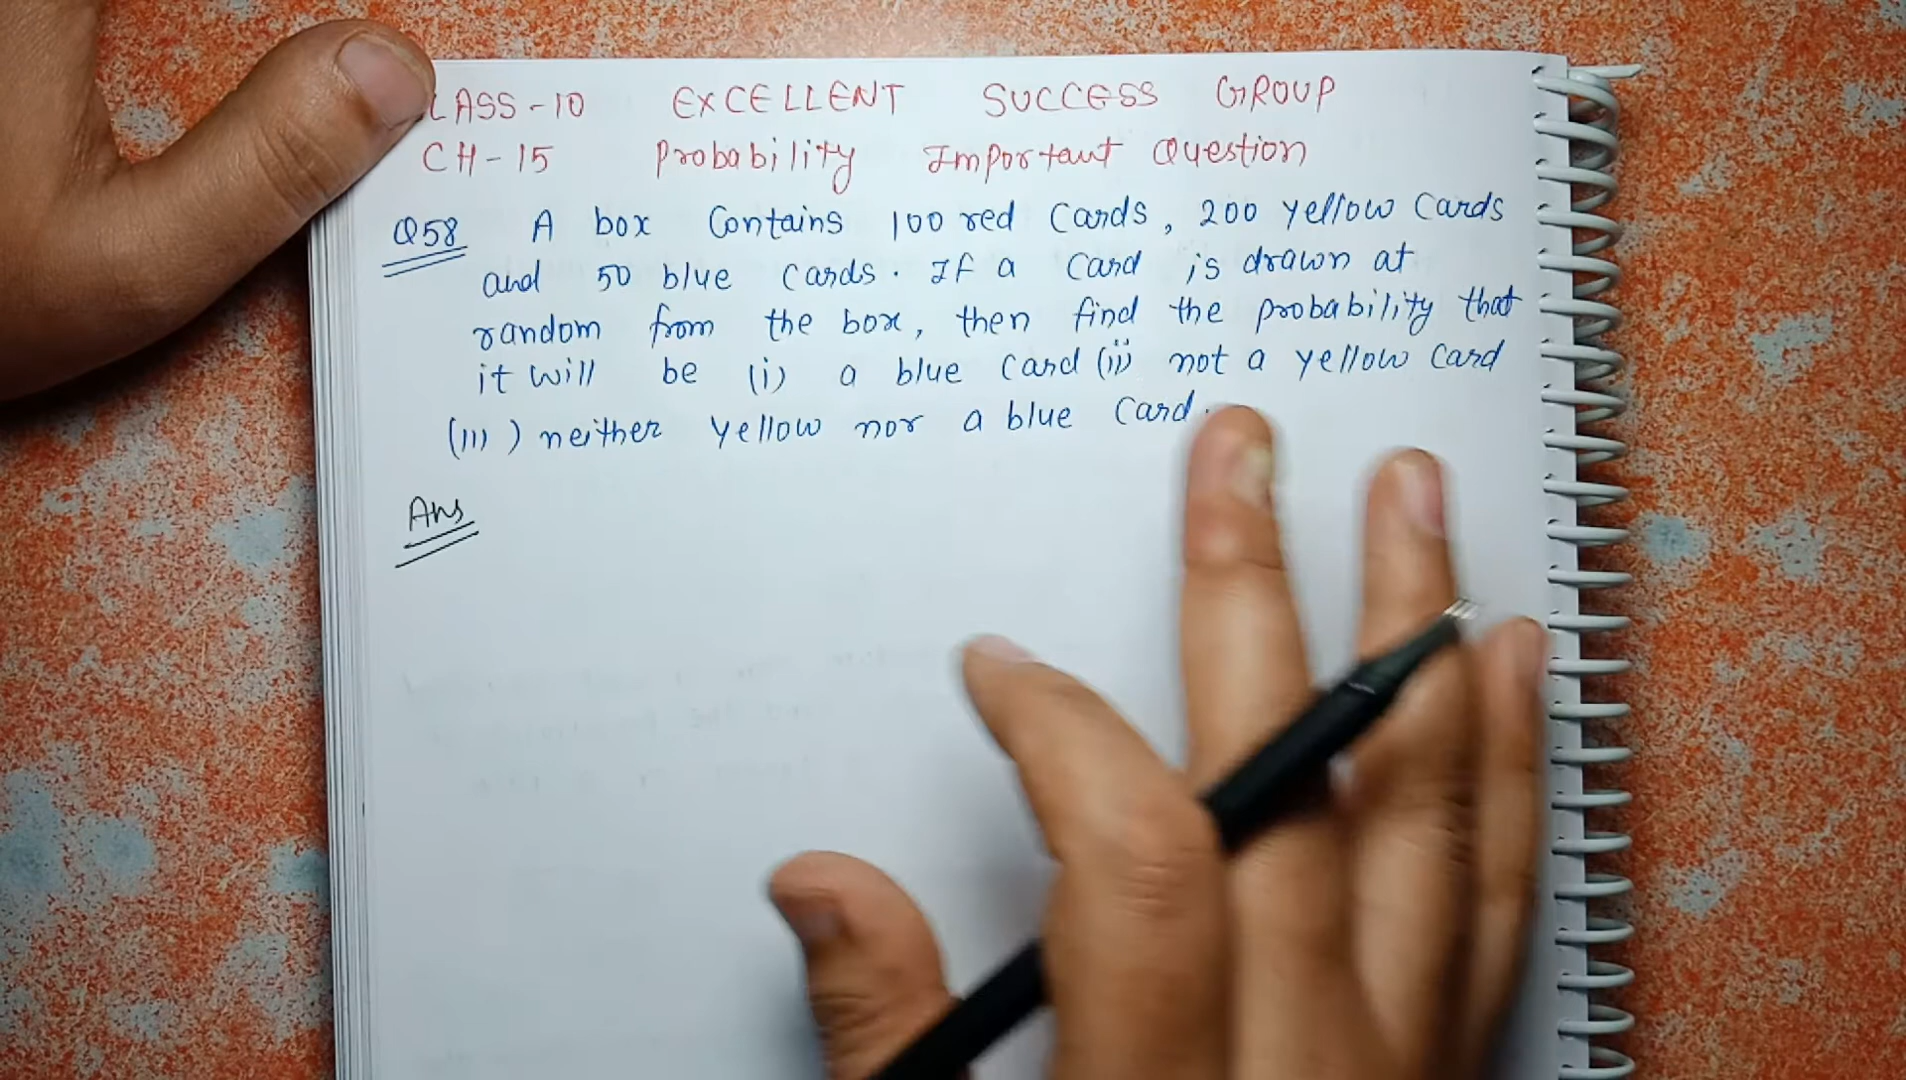 LASS-10 EXCELLENT SUCCESS GROUP
CH-15 Probability Important Question
Q58 A box Contains 100 red Cards, 200 yellow Cards
and 50 blue cards. If a Card is drawn at
random from the box, then find the probability that
it will be (i) a blue Card (ii) not a yellow Card
(iii) neither yellow nor a blue Card.
Ans